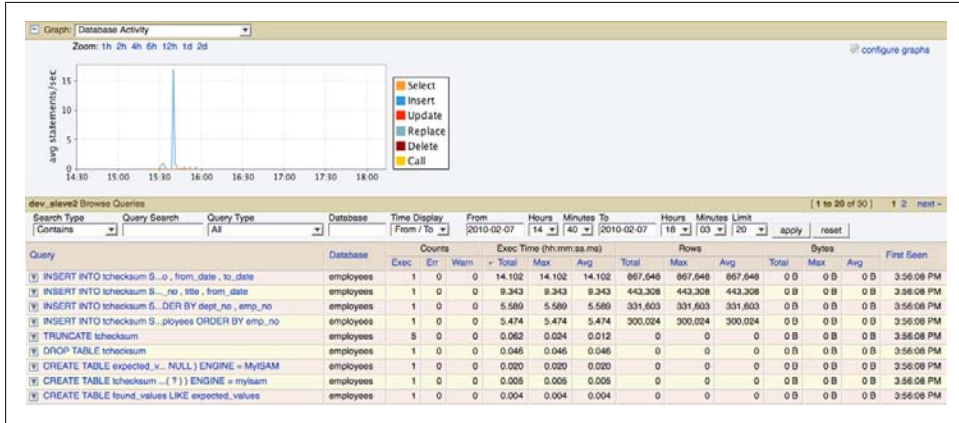 Graph: Database Activity
Zoom: 1h 2h 4h 6h 12h 1d 2d
configure graphs
avg statements/sec
15
10
5
0
14:30 15:00 15:30 16:00 16:30 17:00 17:30 18:00
Select
Insert
Update
Replace
Delete
Call
dev_slave2 Browse Queries [ 1 to 20 of 30 ] 1 2 next »
Search Type Query Search Query Type Database Time Display From Hours Minutes To Hours Minutes Limit
Contains All From / To 2010-02-07 14 40 2010-02-07 18 03 20 apply reset
Query Database Counts Exec Time (hh:mm:ss.ms) Rows Bytes First Seen
Exec Err Warn Total Max Avg Total Max Avg Total Max Avg
INSERT INTO tchecksum S...o , from_date , to_date employees 1 0 0 14.102 14.102 14.102 867,648 867,648 867,648 0 B 0 B 0 B 3:56:08 PM
INSERT INTO tchecksum S..._no , title , from_date employees 1 0 0 9.343 9.343 9.343 443,308 443,308 443,308 0 B 0 B 0 B 3:56:08 PM
INSERT INTO tchecksum S...DER BY dept_no , emp_no employees 1 0 0 5.589 5.589 5.589 331,603 331,603 331,603 0 B 0 B 0 B 3:56:08 PM
INSERT INTO tchecksum S...ployees ORDER BY emp_no employees 1 0 0 5.474 5.474 5.474 300,024 300,024 300,024 0 B 0 B 0 B 3:56:08 PM
TRUNCATE tchecksum employees 5 0 0 0.062 0.024 0.012 0 0 0 0 B 0 B 0 B 3:56:08 PM
DROP TABLE tchecksum employees 1 0 0 0.046 0.046 0.046 0 0 0 0 B 0 B 0 B 3:56:08 PM
CREATE TABLE expected_v... NULL ) ENGINE = MyISAM employees 1 0 0 0.020 0.020 0.020 0 0 0 0 B 0 B 0 B 3:56:08 PM
CREATE TABLE tchecksum ...( ? ) ) ENGINE = myisam employees 1 0 0 0.005 0.005 0.005 0 0 0 0 B 0 B 0 B 3:56:08 PM
CREATE TABLE found_values LIKE expected_values employees 1 0 0 0.004 0.004 0.004 0 0 0 0 B 0 B 0 B 3:56:08 PM